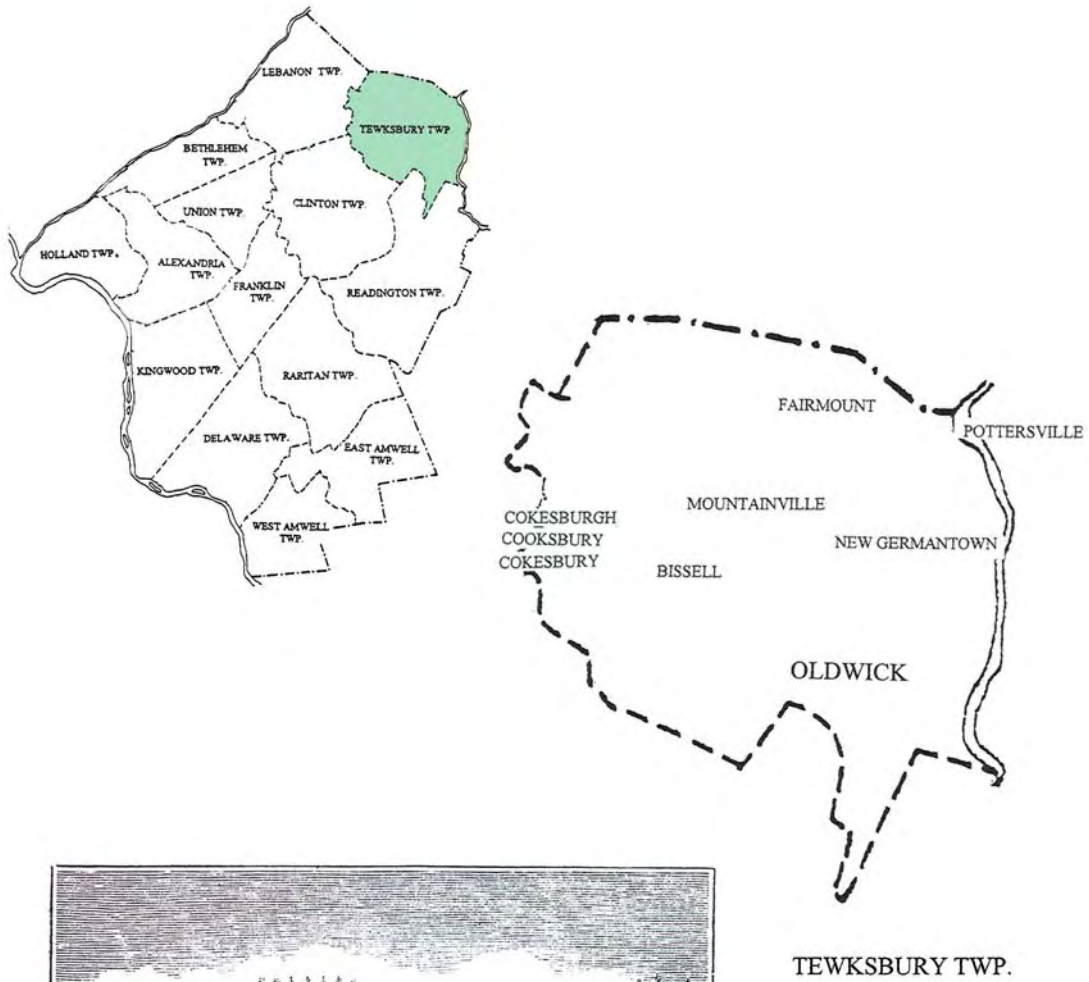 LEBANON TWP.
TEWKSBURY TWP
BETHLEHEM
TWP.
UNION TWP.
CLINTON TWP.
HOLLAND TWP.
ALEXANDRIA
TWP.
FRANKLIN
TWP.
READINGTON TWP.
KINGWOOD TWP.
RARITAN TWP.
DELAWARE TWP.
EAST AMWELL
TWP.
WEST AMWELL
TWP.
FAIRMOUNT
POTTERSVILLE
MOUNTAINVILLE
COKESBURGH
COOKSBURY
COKESBURY
NEW GERMANTOWN
BISSELL
OLDWICK
TEWKSBURY TWP.